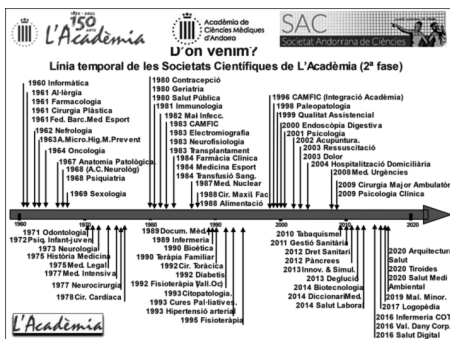 1872-2022
150
ANYS
L'Acadèmia
Acadèmia de
Ciències Mèdiques
d'Andorra
SAC
Societat Andorrana de Ciències
D'on venim?
Línia temporal de les Societats Científiques de L'Acadèmia (2ª fase)
1960 Informàtica
1961 Al·lèrgia
1961 Farmacologia
1961 Cirurgia Plàstica
1961 Fed. Barc.Med Esport
1962 Nefrologia
1963 A.Micro.Hig.M.Prevent
1964 Oncologia
1967 Anatomia Patològica.
1968 (A.C.Neuròlòg)
1968 Psiquiatria
1969 Sexologia
1980 Contracepció
1980 Geriatria
1980 Salut Pública
1981 Immunologia
1982 Mal Infecc.
1983 CAMFIC
1983 Electromiografia
1983 Neurofisiologia
1983 Transplantament
1984 Farmàcia Clínica
1984 Medicina Esport
1984 Transfusión Sang.
1987 Med. Nuclear
1988 Cir. Maxil. Fac
1988 Alimentació
1996 CAMFIC (Integració Acadèmia)
1998 Paleopatologia
1999 Qualitat Assistencial
2000 Endoscòpia Digestiva
2001 Psicologia
2002 Acupuntura.
2003 Ressuscitació
2003 Dolor
2004 Hospitalització Domiciliària
2008 Med. Urgències
2009 Cirurgia Major Ambulatòri
2009 Psicologia Clínica
1960
1970
1980
1990
2000
2010
2020
1971 Odontologia
1972 Psiq. Infant-juven
1973 Neurologia
1975 Història Medicina
1975 Med. Legal
1977 Med. Intensiva
1977 Neurocirurgia
1978 Cir. Cardíaca
1989 Docum. Mèd.
1989 Infermeria
1990 Bioètica
1990 Teràpia Familiar
1992 Cir. Toràcica
1992 Diabetis
1992 Fisioteràpia (Vall.Oc)
1993 Citopatologia.
1993 Cures Pal·liatives.
1993 Hipertensió arterial
1995 Fisioteràpia
2010 Tabaquisme
2011 Gestió Sanitària
2012 Dret Sanitari
2012 Pàncrees
2013 Innov. & Simul.
2013 Deglució
2014 Biotecnologia
2014 DiccionariMed.
2014 Salut Laboral
2020 Arquitectura
Salut
2020 Tiroides
2020 Salut Medi
Ambiental
2019 Mal. Minor.
2017 Logopèdia
2016 Infermeria COT
2016 Val. Dany Corp.
2016 Salut Digital
L'Acadèmia